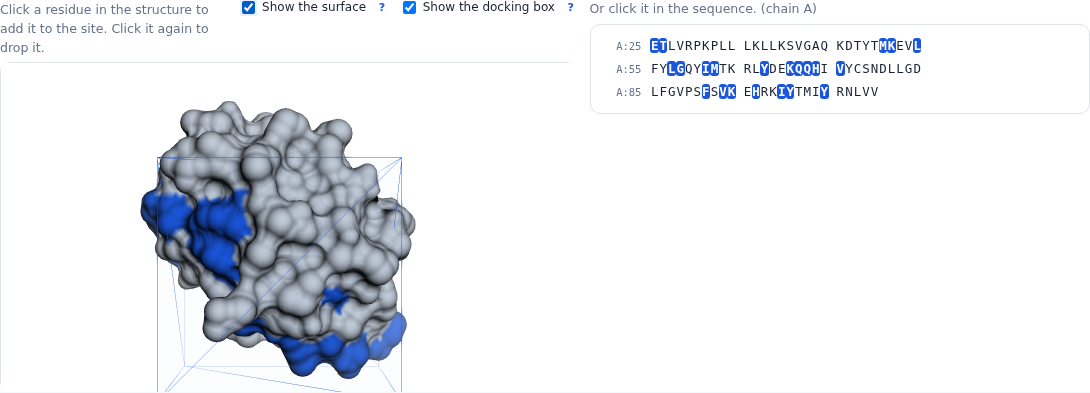 Click a residue in the structure to
add it to the site. Click it again to
drop it.
Show the surface ? Show the docking box ?
Or click it in the sequence. (chain A)
A:25 ETLVRPKPLL LKLLKSVGAQ KDTYTMKEVL
A:55 FYLGQYIMTK RLYDEKQQHI VYCSNDLLGD
A:85 LFGVPSFSVK EHRKIYTMIY RNLVV